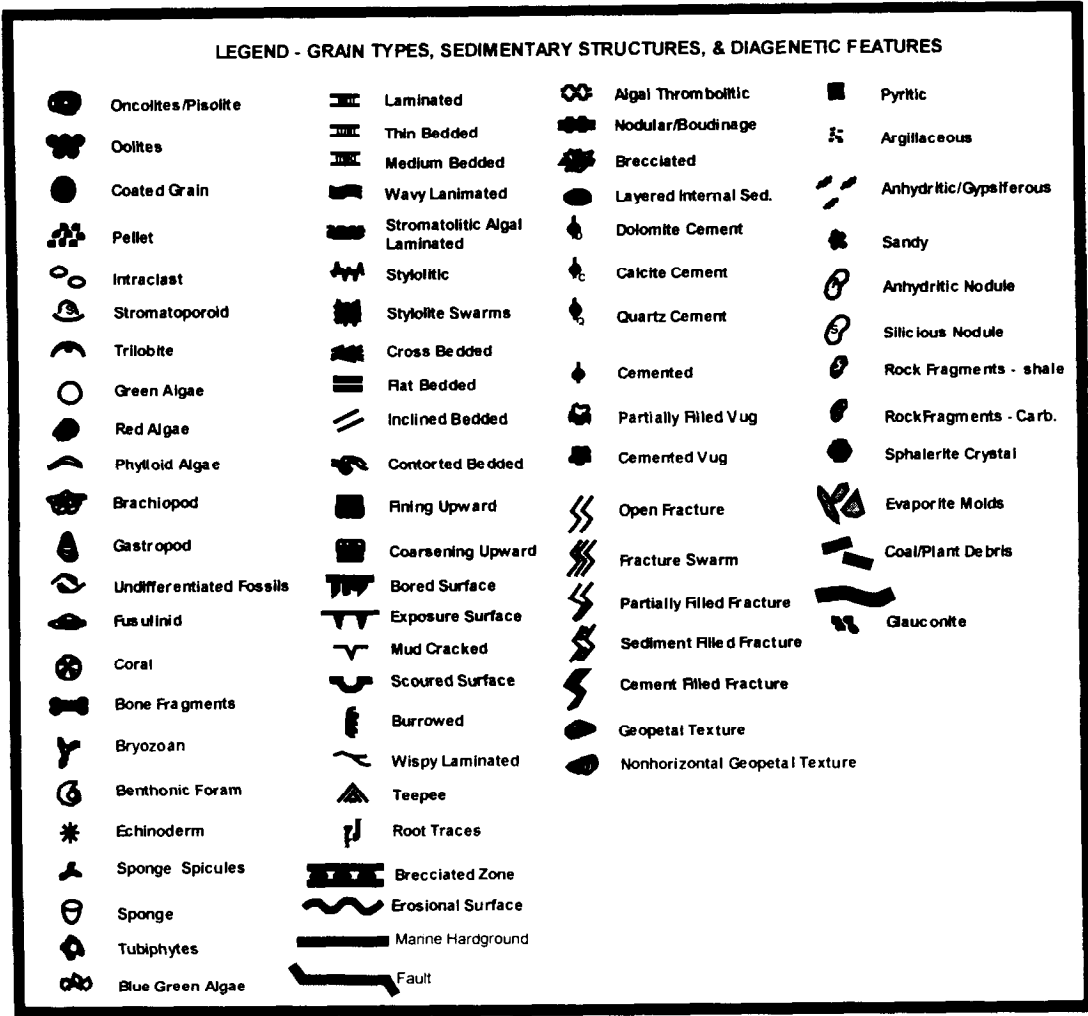 LEGEND - GRAIN TYPES, SEDIMENTARY STRUCTURES, & DIAGENETIC FEATURES
Oncolites/Pisolite
Oolites
Coated Grain
Pellet
Intraclast
Stromatoporoid
Trilobite
Green Algae
Red Algae
Phylloid Algae
Brachiopod
Gastropod
Undifferentiated Fossils
Fusulinid
Coral
Bone Fragments
Bryozoan
Benthonic Foram
Echinoderm
Sponge Spicules
Sponge
Tubiphytes
Blue Green Algae
Laminated
Thin Bedded
Medium Bedded
Wavy Lanimated
Stromatolitic Algal
Laminated
Stylolitic
Stylolite Swarms
Cross Bedded
Flat Bedded
Inclined Bedded
Contorted Bedded
Fining Upward
Coarsening Upward
Bored Surface
Exposure Surface
Mud Cracked
Scoured Surface
Burrowed
Wispy Laminated
Teepee
Root Traces
Brecciated Zone
Erosional Surface
Marine Hardground
Fault
Algal Thrombolitic
Nodular/Boudinage
Brecciated
Layered Internal Sed.
D
Dolomite Cement
C
Calcite Cement
Q
Quartz Cement
Cemented
Partially Filled Vug
Cemented Vug
Open Fracture
Fracture Swarm
Partially Filled Fracture
Sediment Filled Fracture
Cement Filled Fracture
Geopetal Texture
Nonhorizontal Geopetal Texture
Pyritic
Argillaceous
Anhydritic/Gypsiferous
Sandy
Anhydritic Nodule
S
Silicious Nodule
Rock Fragments - shale
RockFragments - Carb.
Sphalerite Crystal
Evaporite Molds
Coal/Plant Debris
Glauconite